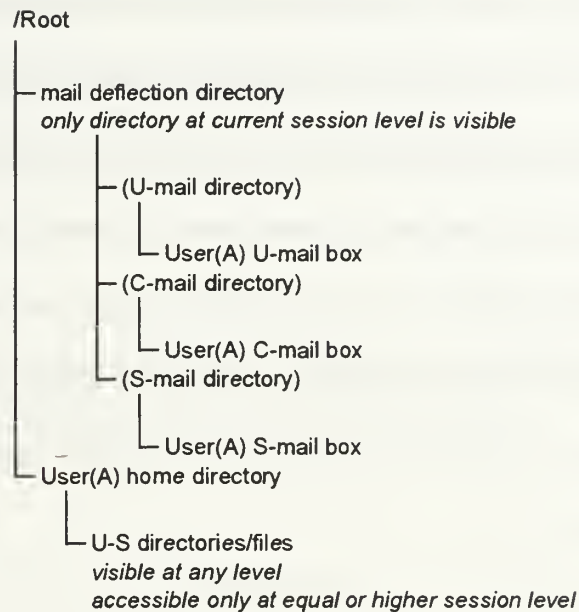 /Root
mail deflection directory
only directory at current session level is visible
(U-mail directory)
User(A) U-mail box
(C-mail directory)
User(A) C-mail box
(S-mail directory)
User(A) S-mail box
User(A) home directory
U-S directories/files
visible at any level
accessible only at equal or higher session level